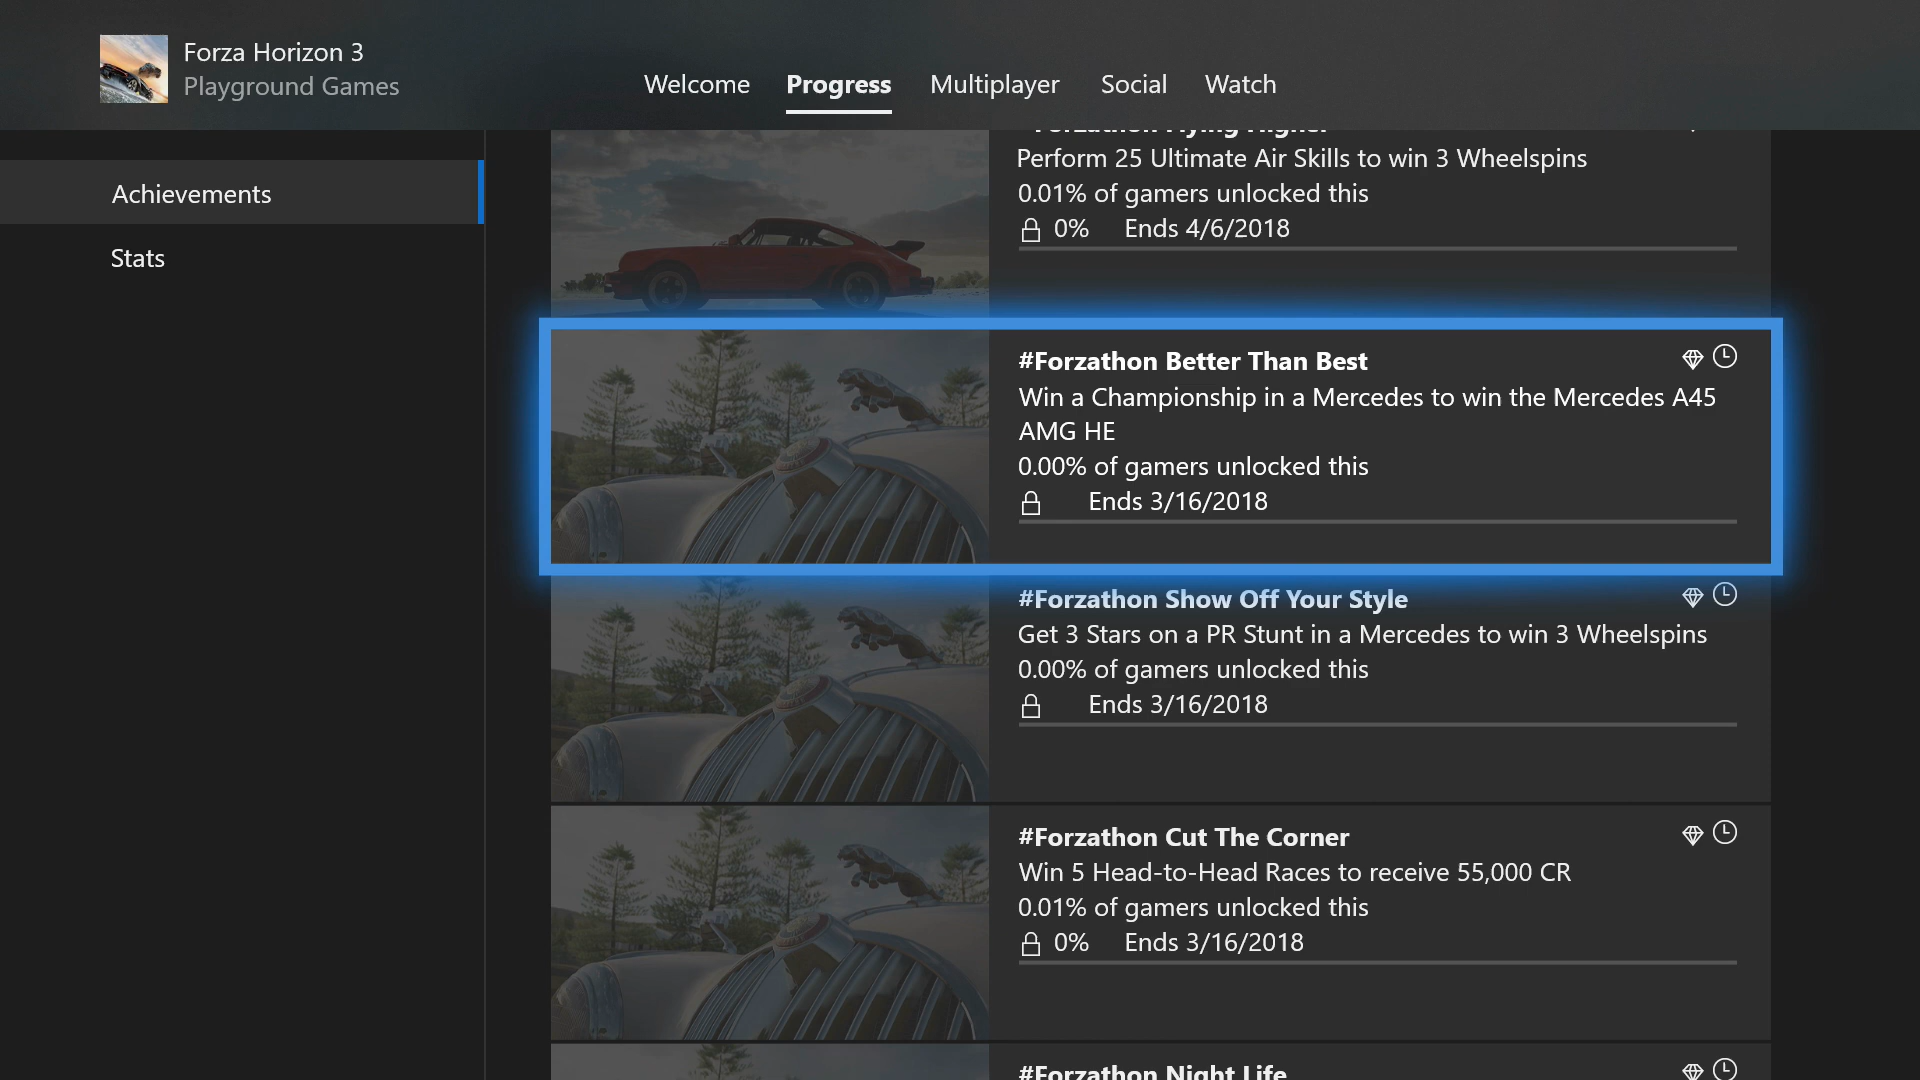 Forza Horizon 3
Playground Games
Welcome Progress Multiplayer Social Watch
Achievements
Stats
#Forzathon Flying Higher
Perform 25 Ultimate Air Skills to win 3 Wheelspins
0.01% of gamers unlocked this
0% Ends 4/6/2018
#Forzathon Better Than Best
Win a Championship in a Mercedes to win the Mercedes A45
AMG HE
0.00% of gamers unlocked this
Ends 3/16/2018
#Forzathon Show Off Your Style
Get 3 Stars on a PR Stunt in a Mercedes to win 3 Wheelspins
0.00% of gamers unlocked this
Ends 3/16/2018
#Forzathon Cut The Corner
Win 5 Head-to-Head Races to receive 55,000 CR
0.01% of gamers unlocked this
0% Ends 3/16/2018
#Forzathon Night Life